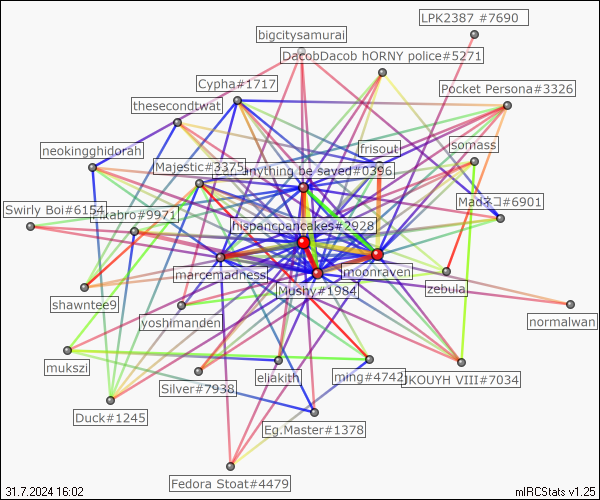 LPK2387 #7690
bigcitysamurai
DacobDacob hORNY police#5271
Cypha#1717
Pocket Persona#3326
thesecondtwat
neokingghidorah
frisout
somass
Majestic#3375
anything be saved#0396
Madネコ#6901
Swirly Boi#6154
kabro#9971
hispancpancakes#2928
marcemadness
moonraven
Mushy#1984
zebula
shawntee9
yoshimanden
normalwan
mukszi
eliakith
ming#4742
JKOUYH VIII#7034
Silver#7938
Duck#1245
Eg.Master#1378
Fedora Stoat#4479
31.7.2024 16:02
mIRCStats v1.25